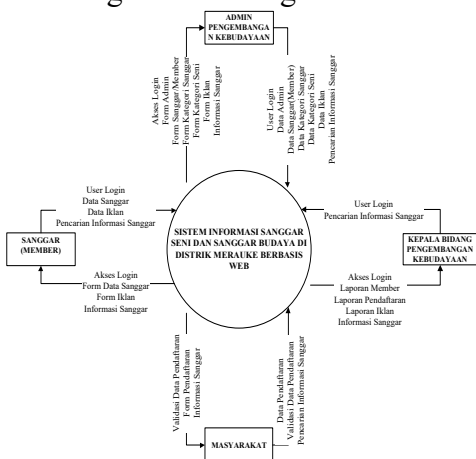 ADMIN
PENGEMBANGA
N KEBUDAYAAN
Akses Login
Form Admin
Form Sanggar/Member
Form Kategori Sanggar
Form Kategori Seni
Form Iklan
Informasi Sanggar
User Login
Data Admin
Data Sanggar(Member)
Data Kategori Sanggar
Data Kategori Seni
Data Iklan
Pencarian Informasi Sanggar
User Login
Data Sanggar
Data Iklan
Pencarian Informasi Sanggar
SANGGAR
(MEMBER)
Akses Login
Form Data Sanggar
Form Iklan
Informasi Sanggar
SISTEM INFORMASI SANGGAR
SENI DAN SANGGAR BUDAYA DI
DISTRIK MERAUKE BERBASIS
WEB
User Login
Pencarian Informasi Sanggar
KEPALA BIDANG
PENGEMBANGAN
KEBUDAYAAN
Akses Login
Laporan Member
Laporan Pendaftaran
Laporan Iklan
Informasi Sanggar
Validasi Data Pendaftaran
Form Pendaftaran
Informasi Sanggar
Data Pendaftaran
Validasi Data Pendaftaran
Pencarian Informasi Sanggar
MASYARAKAT